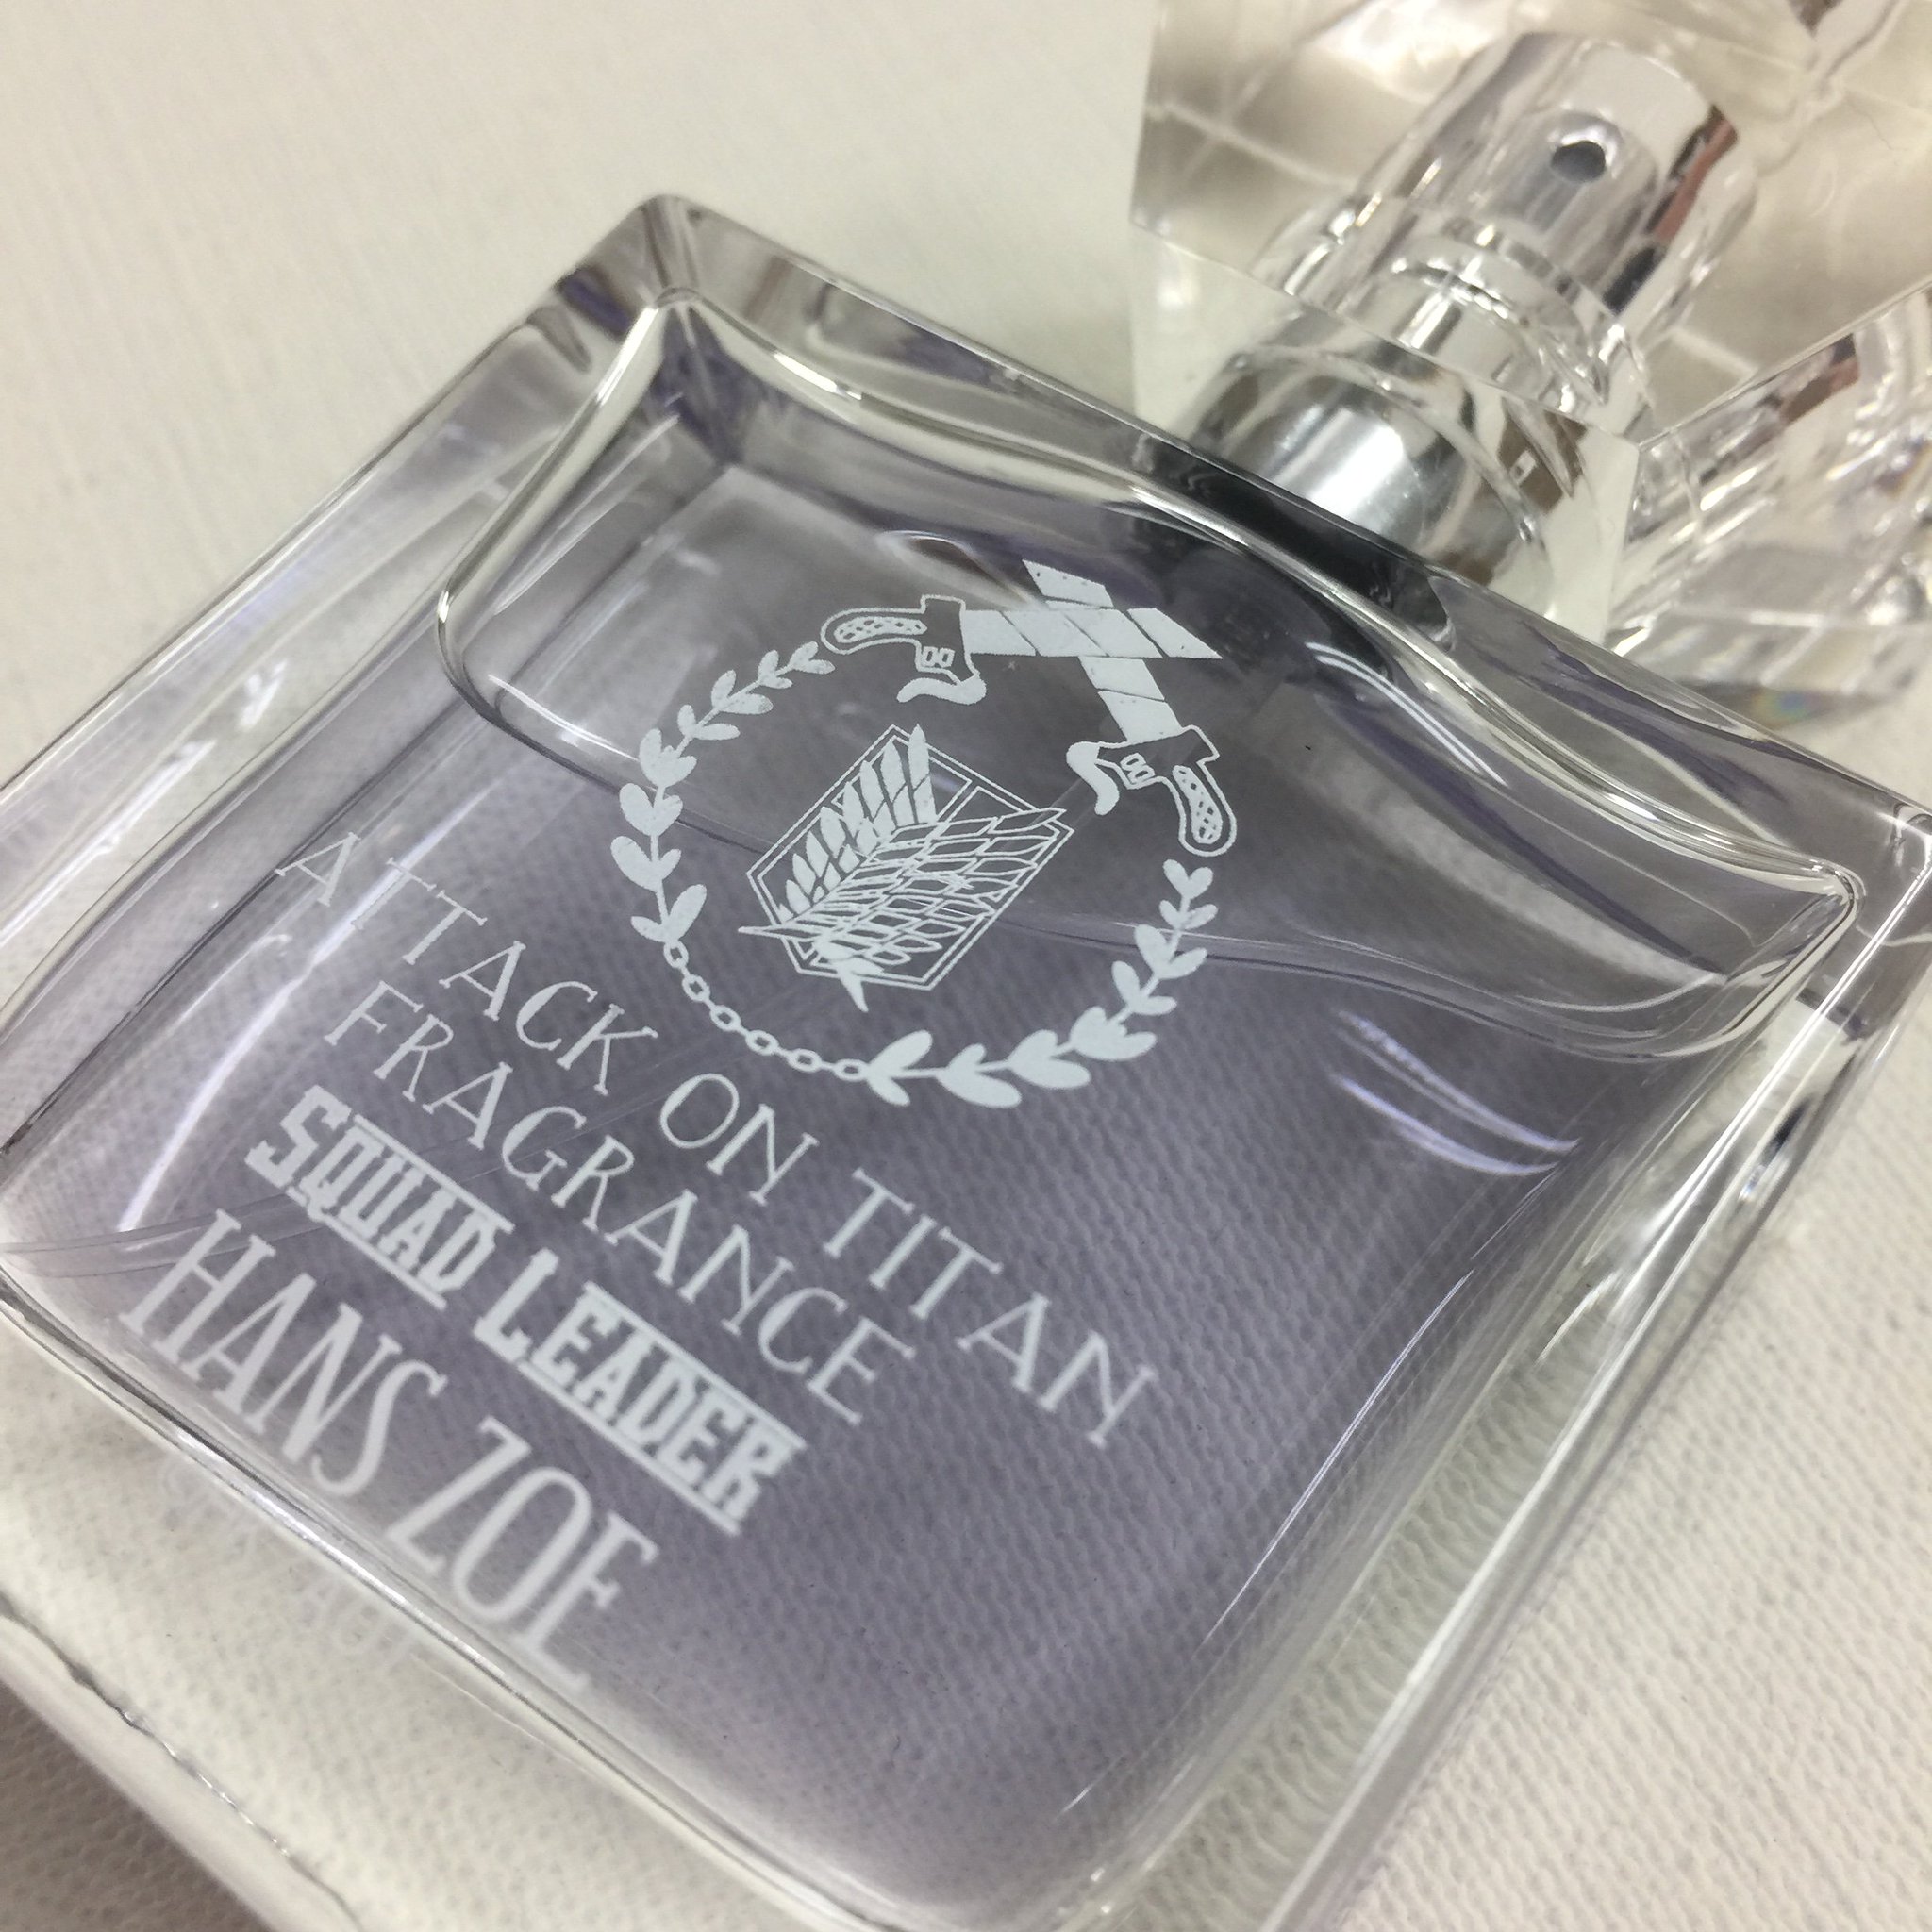 ATTACK ON TITAN
FRAGRANCE
SQUAD LEADER
HANS ZOE